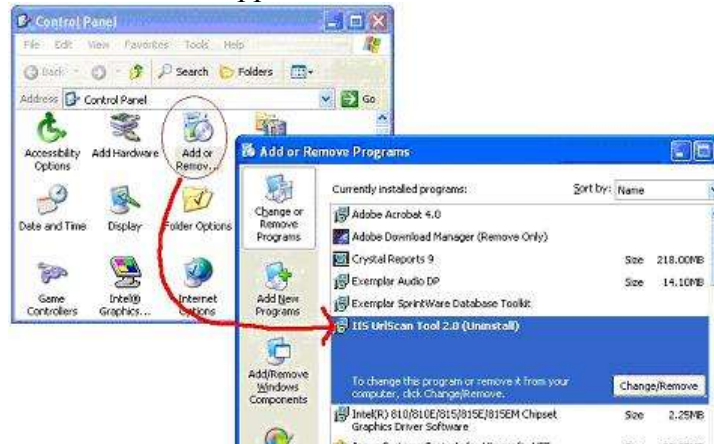 Control Panel
File Edit View Favorites Tools Help
Back Search Folders
Address Control Panel Go
Accessibility Options
Add Hardware
Add or Remov...
Date and Time
Display
Folder Options
Game Controllers
Intel(R) Graphics...
Internet Options
Add or Remove Programs
Change or Remove Programs
Add New Programs
Add/Remove Windows Components
Currently installed programs: Sort by: Name
Adobe Acrobat 4.0
Adobe Download Manager (Remove Only)
Crystal Reports 9 Size 218.00MB
Exemplar Audio DP Size 14.10MB
Exemplar SprintWare Database Toolkit
IIS UrlScan Tool 2.0 (Uninstall)
To change this program or remove it from your
computer, click Change/Remove.
Change/Remove
Intel(R) 810/810E/815/815E/815EM Chipset Size 2.25MB
Graphics Driver Software